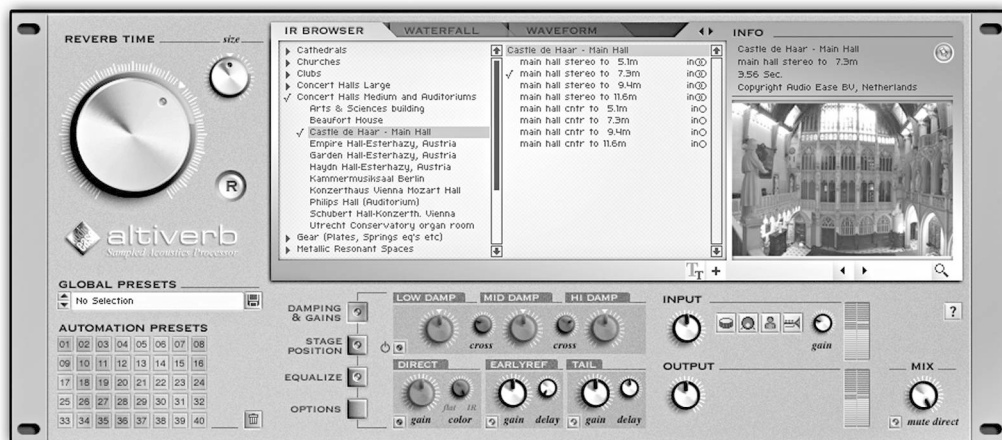 REVERB TIME
size
R
altiverb
Sampled Acoustics Processor
GLOBAL PRESETS
No Selection
AUTOMATION PRESETS
01 02 03 04 05 06 07 08
09 10 11 12 13 14 15 16
17 18 19 20 21 22 23 24
25 26 27 28 29 30 31 32
33 34 35 36 37 38 39 40
IR BROWSER
WATERFALL
WAVEFORM
Cathedrals
Churches
Clubs
Concert Halls Large
Concert Halls Medium and Auditoriums
Arts & Sciences building
Beaufort House
Castle de Haar - Main Hall
Empire Hall-Esterhazy, Austria
Garden Hall-Esterhazy, Austria
Haydn Hall-Esterhazy, Austria
Kammermusiksaal Berlin
Konzerthaus Vienna Mozart Hall
Philips Hall (Auditorium)
Schubert Hall-Konzerth. Vienna
Utrecht Conservatory organ room
Gear (Plates, Springs eq's etc)
Metallic Resonant Spaces
Castle de Haar - Main Hall
main hall stereo to 5.1m in
main hall stereo to 7.3m in
main hall stereo to 9.4m in
main hall stereo to 11.6m in
main hall cntr to 5.1m in
main hall cntr to 7.3m in
main hall cntr to 9.4m in
main hall cntr to 11.6m in
TT +
INFO
Castle de Haar - Main Hall
main hall stereo to 7.3m
3.56 Sec.
Copyright Audio Ease BV, Netherlands
DAMPING
& GAINS
STAGE
POSITION
EQUALIZE
OPTIONS
LOW DAMP
MID DAMP
HI DAMP
cross
cross
DIRECT
gain
flat IR
color
EARLYREF
gain delay
TAIL
gain delay
INPUT
gain
OUTPUT
?
MIX
mute direct